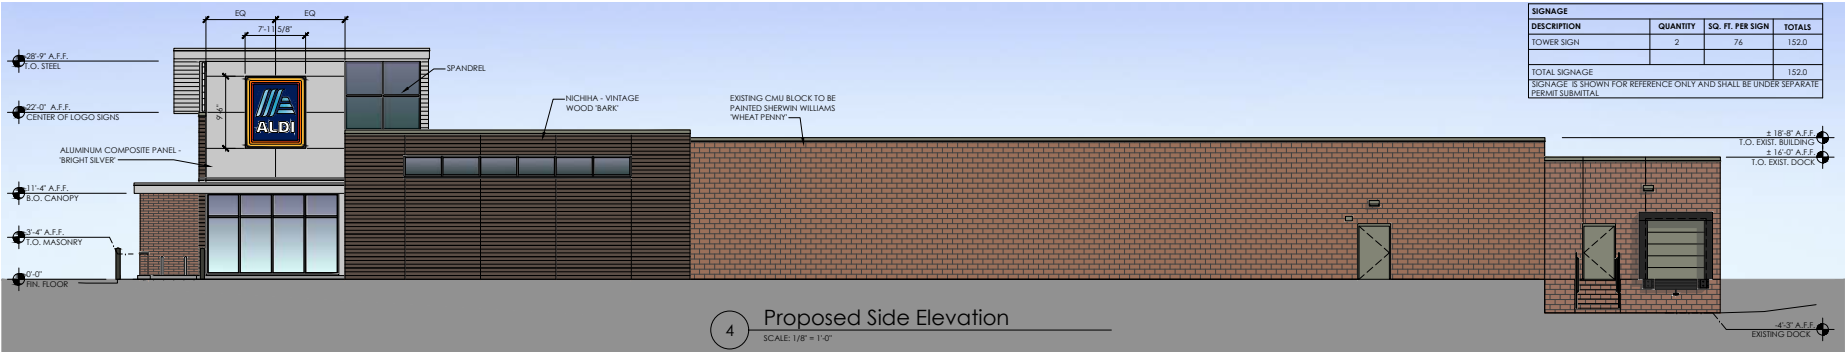 EQ EQ
7'-11 5/8"
28'-9" A.F.F.
T.O. STEEL
22'-0" A.F.F.
CENTER OF LOGO SIGNS
9'-6"
ALDI
SPANDREL
ALUMINUM COMPOSITE PANEL -
'BRIGHT SILVER'
11'-4" A.F.F.
B.O. CANOPY
3'-4" A.F.F.
T.O. MASONRY
0'-0"
FIN. FLOOR
NICHIHA - VINTAGE
WOOD 'BARK'
EXISTING CMU BLOCK TO BE
PAINTED SHERWIN WILLIAMS
'WHEAT PENNY'
SIGNAGE
DESCRIPTION QUANTITY SQ. FT. PER SIGN TOTALS
TOWER SIGN 2 76 152.0
TOTAL SIGNAGE 152.0
SIGNAGE IS SHOWN FOR REFERENCE ONLY AND SHALL BE UNDER SEPARATE
PERMIT SUBMITTAL
± 18'-8" A.F.F.
T.O. EXIST. BUILDING
± 16'-0" A.F.F.
T.O. EXIST. DOCK
-4'-3" A.F.F.
EXISTING DOCK
4 Proposed Side Elevation
SCALE: 1/8" = 1'-0"